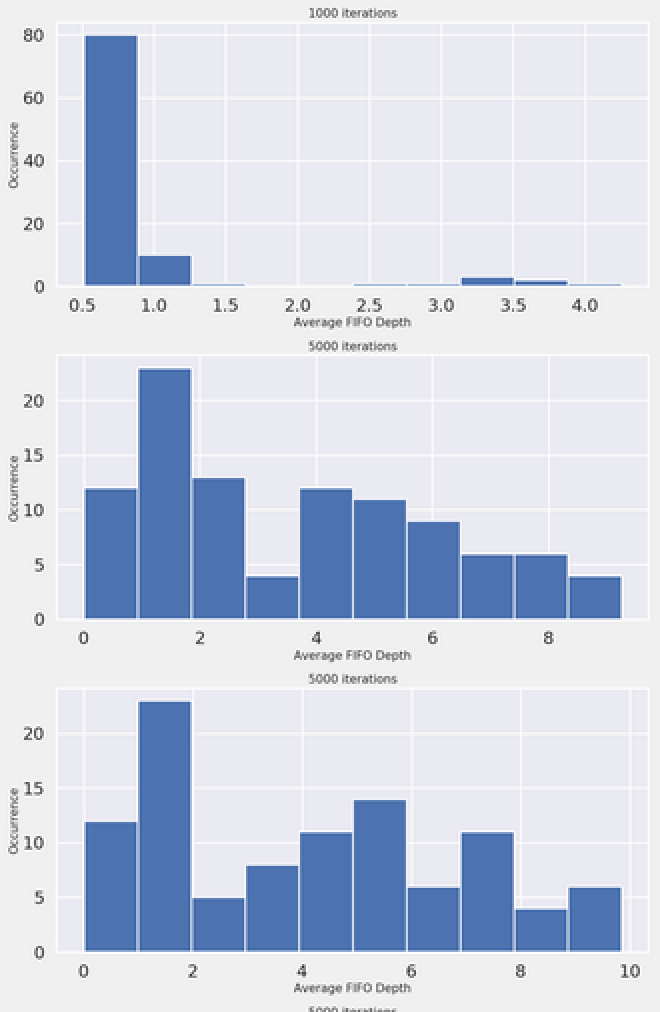 1000 iterations
80
60
40
20
0
Occurrence
0.5 1.0 1.5 2.0 2.5 3.0 3.5 4.0
Average FIFO Depth
5000 iterations
20
15
10
5
0
Occurrence
0 2 4 6 8
Average FIFO Depth
5000 iterations
20
15
10
5
0
Occurrence
0 2 4 6 8 10
Average FIFO Depth
5000 iterations